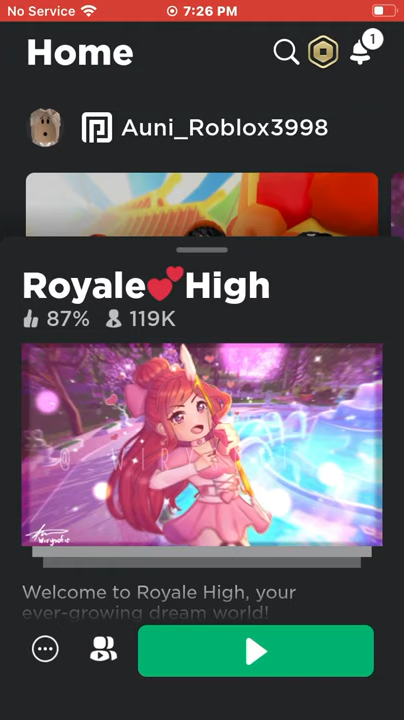 No Service 7:26 PM
Home
1
Auni_Roblox3998
Royale💕High
87% 119K
@ WIRY
Welcome to Royale High, your
ever-growing dream world!